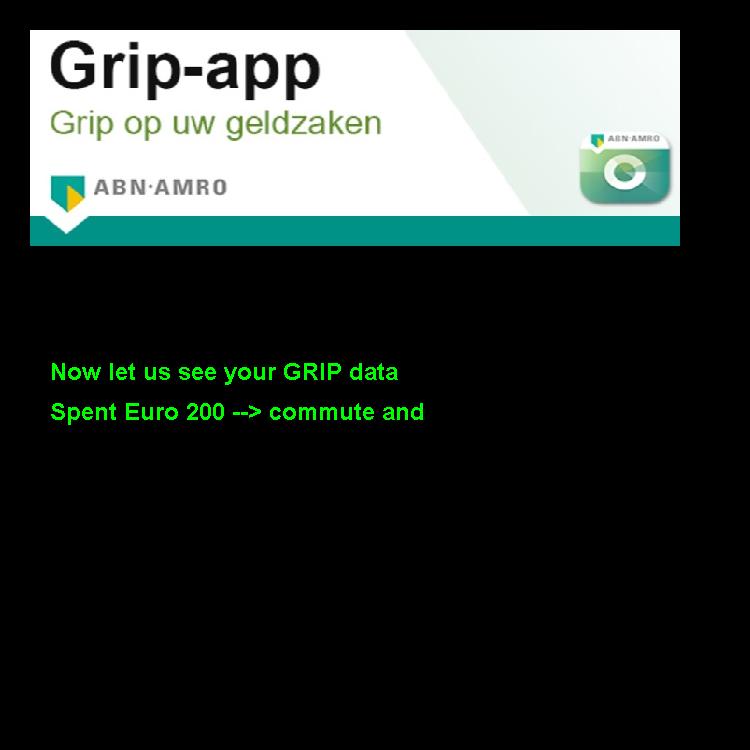 Grip-app
Grip op uw geldzaken
ABN·AMRO
ABN·AMRO
Now let us see your GRIP data
Spent Euro 200 --> commute and